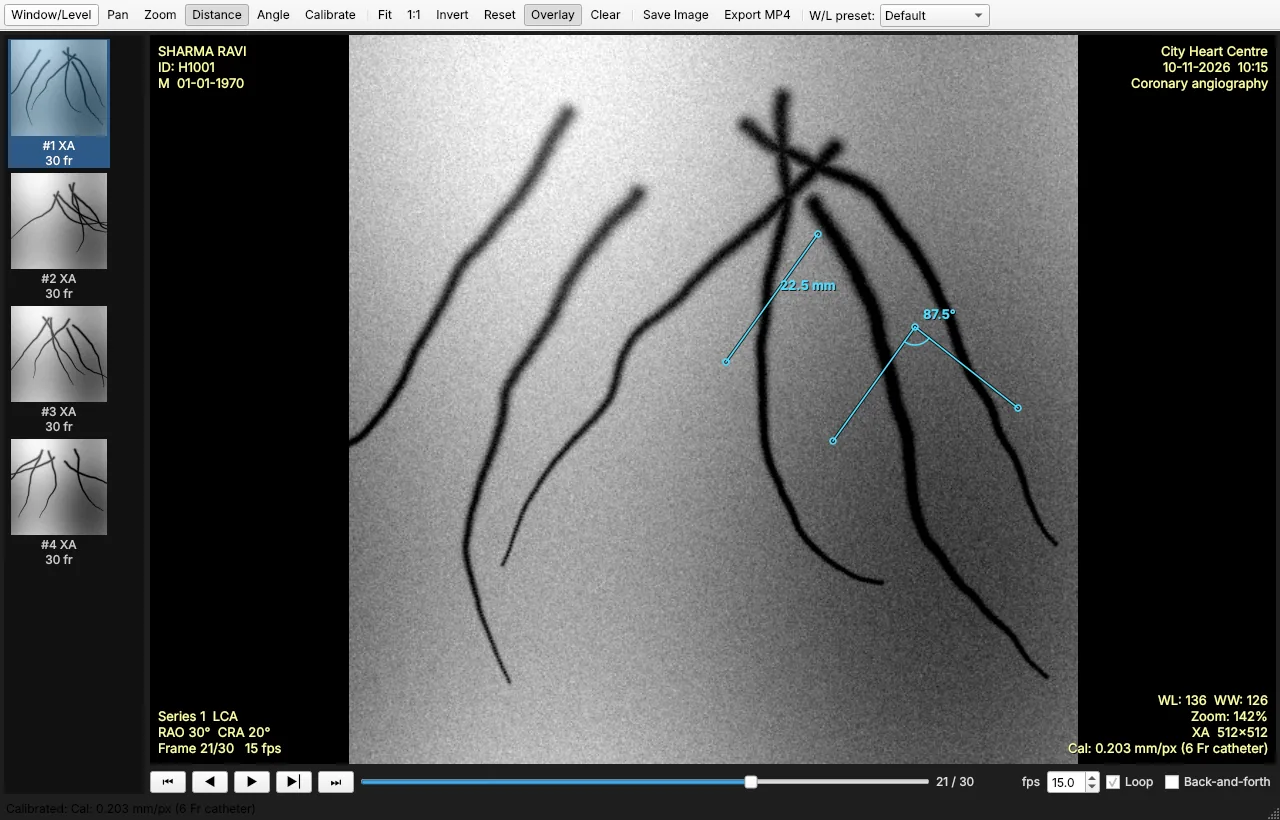 Window/Level Pan Zoom Distance Angle Calibrate Fit 1:1 Invert Reset Overlay Clear Save Image Export MP4 W/L preset: Default
#1 XA
30 fr
#2 XA
30 fr
#3 XA
30 fr
#4 XA
30 fr
SHARMA RAVI
ID: H1001
M 01-01-1970
City Heart Centre
10-11-2026 10:15
Coronary angiography
22.5 mm
87.5°
Series 1 LCA
RAO 30° CRA 20°
Frame 21/30 15 fps
WL: 136 WW: 126
Zoom: 142%
XA 512×512
Cal: 0.203 mm/px (6 Fr catheter)
21 / 30 fps 15.0 Loop Back-and-forth
Calibrated: Cal: 0.203 mm/px (6 Fr catheter)